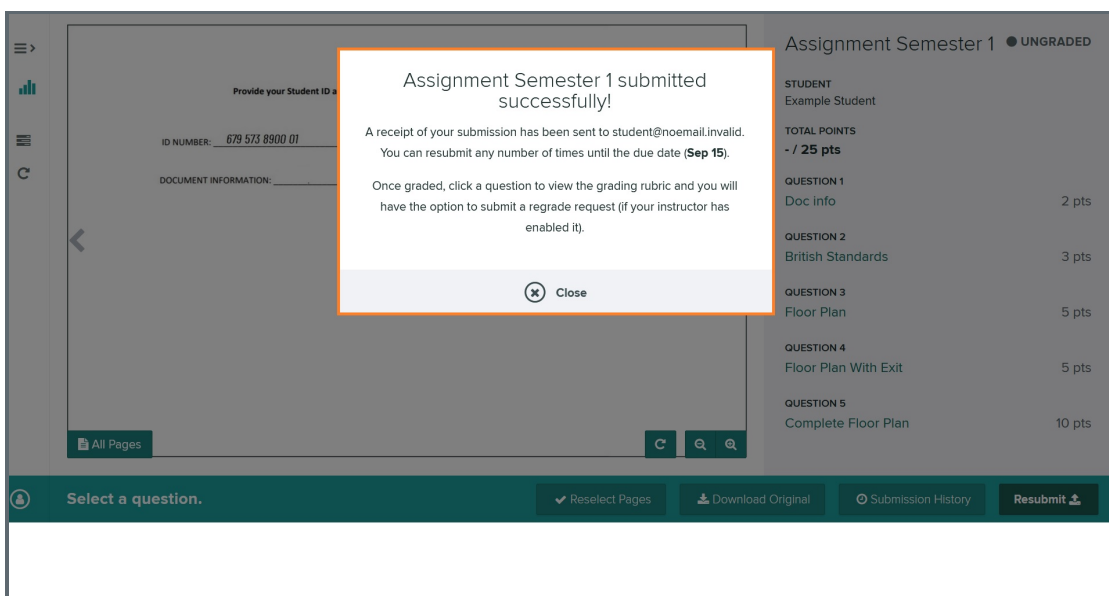 Provide your Student ID a
ID NUMBER: 679 573 8900 01
DOCUMENT INFORMATION:
All Pages
Assignment Semester 1 submitted
successfully!
A receipt of your submission has been sent to student@noemail.invalid.
You can resubmit any number of times until the due date (Sep 15).
Once graded, click a question to view the grading rubric and you will
have the option to submit a regrade request (if your instructor has
enabled it).
Close
Assignment Semester 1 UNGRADED
STUDENT
Example Student
TOTAL POINTS
- / 25 pts
QUESTION 1
Doc info 2 pts
QUESTION 2
British Standards 3 pts
QUESTION 3
Floor Plan 5 pts
QUESTION 4
Floor Plan With Exit 5 pts
QUESTION 5
Complete Floor Plan 10 pts
Select a question. Reselect Pages Download Original Submission History Resubmit